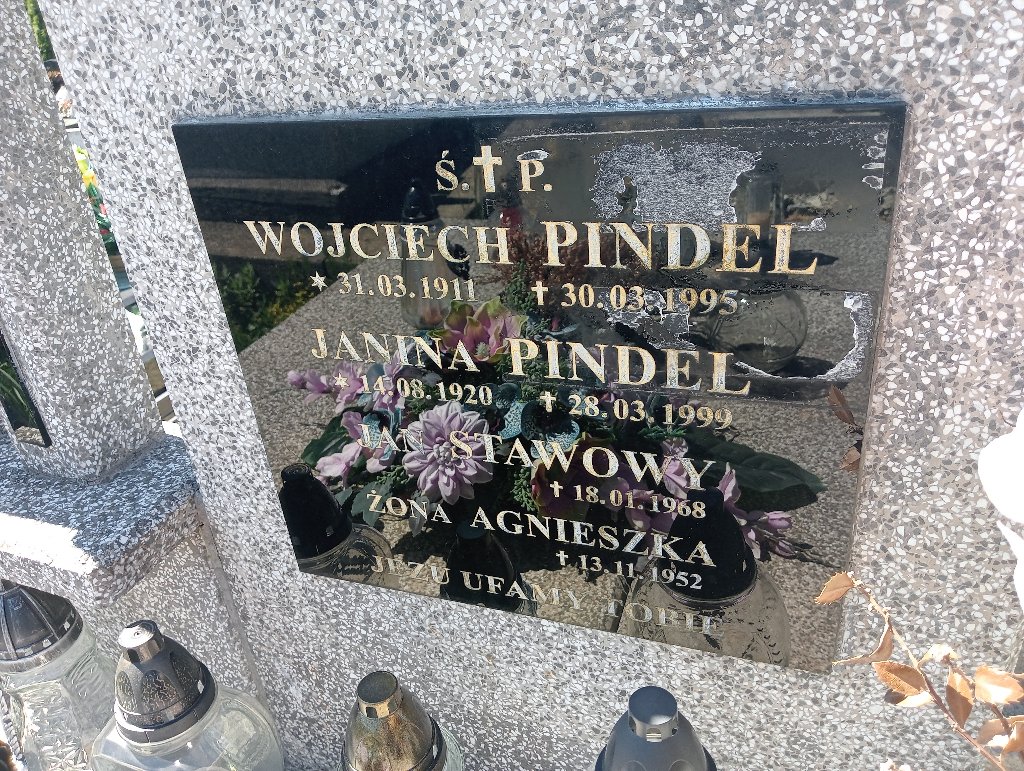 Ś. ✝ P.
WOJCIECH PINDEL
* 31.03.1911 ✝ 30.03.1995
JANINA PINDEL
* 14.08.1920 ✝ 28.03.1999
JAN STAWOWY
✝ 18.01.1968
ŻONA AGNIESZKA
✝ 13.11.1952
JEZU UFAMY TOBIE